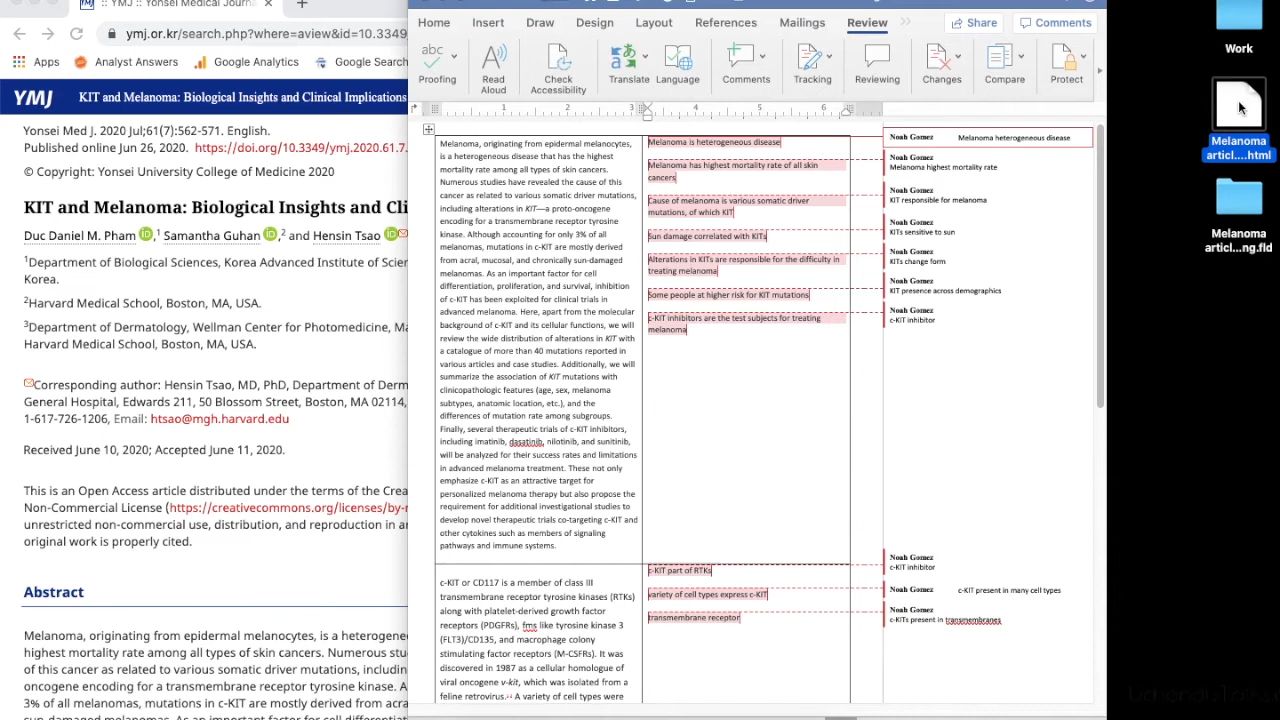 :: YMJ :: Yonsei Medical Journa
ymj.or.kr/search.php?where=aview&id=10.3349
Apps
Analyst Answers
Google Analytics
Google Search
YMJ
KIT and Melanoma: Biological Insights and Clinical Implications
Yonsei Med J. 2020 Jul;61(7):562-571. English.
Published online Jun 26, 2020. https://doi.org/10.3349/ymj.2020.61.7.
© Copyright: Yonsei University College of Medicine 2020
KIT and Melanoma: Biological Insights and Cli
Duc Daniel M. Pham iD,1 Samantha Guhan iD,2 and Hensin Tsao iD
1Department of Biological Sciences, Korea Advanced Institute of Sci
Korea.
2Harvard Medical School, Boston, MA, USA.
3Department of Dermatology, Wellman Center for Photomedicine, Ma
Harvard Medical School, Boston, MA, USA.
Corresponding author: Hensin Tsao, MD, PhD, Department of Derm
General Hospital, Edwards 211, 50 Blossom Street, Boston, MA 02114,
1-617-726-1206, Email: htsao@mgh.harvard.edu
Received June 10, 2020; Accepted June 11, 2020.
This is an Open Access article distributed under the terms of the Crea
Non-Commercial License (https://creativecommons.org/licenses/by-n
unrestricted non-commercial use, distribution, and reproduction in an
original work is properly cited.
Abstract
Melanoma, originating from epidermal melanocytes, is a heterogene
highest mortality rate among all types of skin cancers. Numerous stu
of this cancer as related to various somatic driver mutations, includin
oncogene encoding for a transmembrane receptor tyrosine kinase. A
3% of all melanomas, mutations in c-KIT are mostly derived from acra
sun-damaged melanomas. As an important factor for cell differentiati
Home
Insert
Draw
Design
Layout
References
Mailings
Review
Share
Comments
abc
Proofing
Read
Aloud
Check
Accessibility
Translate
Language
Comments
Tracking
Reviewing
Changes
Compare
Protect
1
2
3
4
5
6
Melanoma, originating from epidermal melanocytes,
is a heterogeneous disease that has the highest
mortality rate among all types of skin cancers.
Numerous studies have revealed the cause of this
cancer as related to various somatic driver mutations,
including alterations in KIT—a proto-oncogene
encoding for a transmembrane receptor tyrosine
kinase. Although accounting for only 3% of all
melanomas, mutations in c-KIT are mostly derived
from acral, mucosal, and chronically sun-damaged
melanomas. As an important factor for cell
differentiation, proliferation, and survival, inhibition
of c-KIT has been exploited for clinical trials in
advanced melanoma. Here, apart from the molecular
background of c-KIT and its cellular functions, we will
review the wide distribution of alterations in KIT with
a catalogue of more than 40 mutations reported in
various articles and case studies. Additionally, we will
summarize the association of KIT mutations with
clinicopathologic features (age, sex, melanoma
subtypes, anatomic location, etc.), and the
differences of mutation rate among subgroups.
Finally, several therapeutic trials of c-KIT inhibitors,
including imatinib, dasatinib, nilotinib, and sunitinib,
will be analyzed for their success rates and limitations
in advanced melanoma treatment. These not only
emphasize c-KIT as an attractive target for
personalized melanoma therapy but also propose the
requirement for additional investigational studies to
develop novel therapeutic trials co-targeting c-KIT and
other cytokines such as members of signaling
pathways and immune systems.
c-KIT or CD117 is a member of class III
transmembrane receptor tyrosine kinases (RTKs)
along with platelet-derived growth factor
receptors (PDGFRs), fms like tyrosine kinase 3
(FLT3)/CD135, and macrophage colony
stimulating factor receptors (M-CSFRs). It was
discovered in 1987 as a cellular homologue of
viral oncogene v-kit, which was isolated from a
feline retrovirus. A variety of cell types were
Melanoma is heterogeneous disease
Melanoma has highest mortality rate of all skin
cancers
Cause of melanoma is various somatic driver
mutations, of which KIT
Sun damage correlated with KITs
Alterations in KITs are responsible for the difficulty in
treating melanoma
Some people at higher risk for KIT mutations
c-KIT inhibitors are the test subjects for treating
melanoma
c-KIT part of RTKs
variety of cell types express c-KIT
transmembrane receptor
Noah Gomez Melanoma heterogeneous disease
Noah Gomez
Melanoma highest mortality rate
Noah Gomez
KIT responsible for melanoma
Noah Gomez
KITs sensitive to sun
Noah Gomez
KITs change form
Noah Gomez
KIT presence across demographics
Noah Gomez
c-KIT inhibitor
Noah Gomez
c-KIT inhibitor
Noah Gomez c-KIT present in many cell types
Noah Gomez
c-KITs present in transmembranes
Work
Melanoma
articl....html
Melanoma
artic...ng.fld